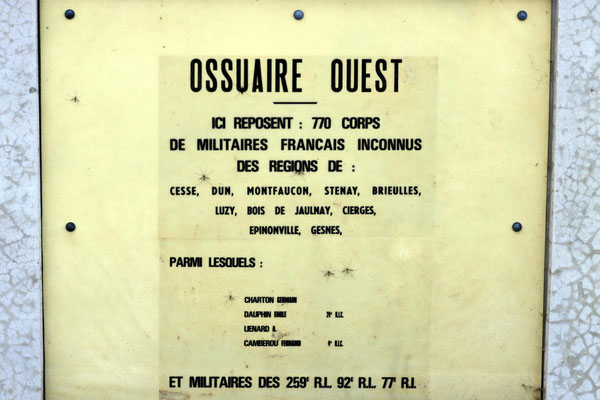 OSSUAIRE OUEST
ICI REPOSENT : 770 CORPS
DE MILITAIRES FRANCAIS INCONNUS
DES REGIONS DE :
CESSE, DUN, MONTFAUCON, STENAY, BRIEULLES,
LUZY, BOIS DE JAULNAY, CIERGES,
EPINONVILLE, GESNES,
PARMI LESQUELS :
CHARTON GERMAIN
DAUPHIN EMILE R.I.C.
LIENARD A.
CAMBEROU FERNAND R.I.C.
ET MILITAIRES DES 259E R.I., 92E R.I., 77E R.I.